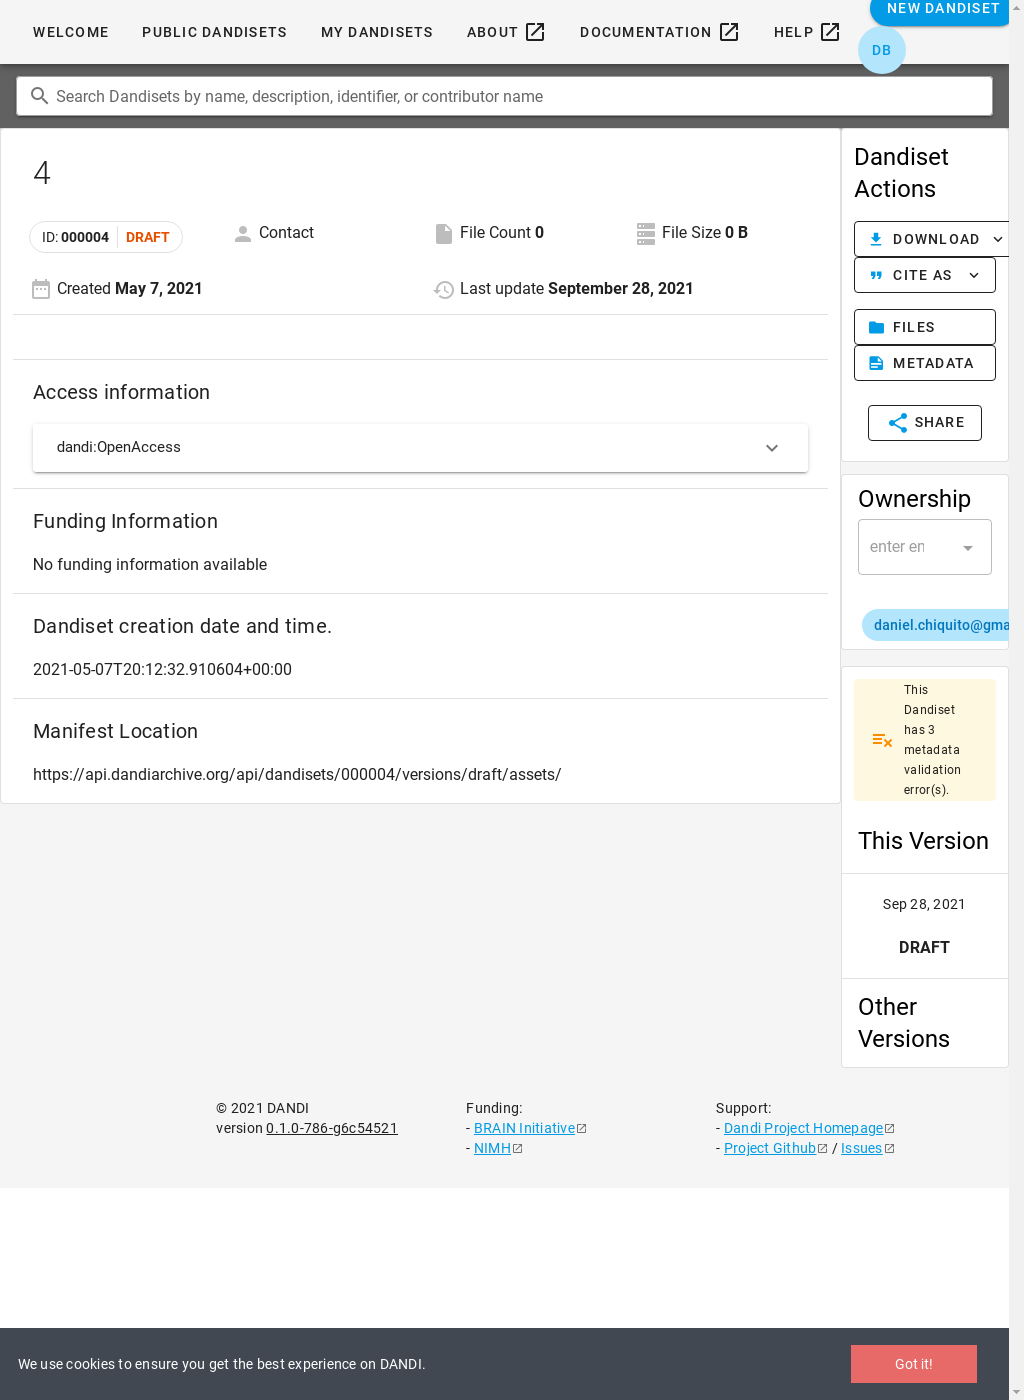 NEW DANDISET
WELCOME PUBLIC DANDISETS MY DANDISETS ABOUT DOCUMENTATION HELP
DB
Search Dandisets by name, description, identifier, or contributor name
4
ID: 000004 DRAFT
Contact
File Count 0
File Size 0 B
Created May 7, 2021
Last update September 28, 2021
Access information
dandi:OpenAccess
Funding Information
No funding information available
Dandiset creation date and time.
2021-05-07T20:12:32.910604+00:00
Manifest Location
https://api.dandiarchive.org/api/dandisets/000004/versions/draft/assets/
Dandiset
Actions
DOWNLOAD
CITE AS
FILES
METADATA
SHARE
Ownership
enter en
daniel.chiquito@gma
This
Dandiset
has 3
metadata
validation
error(s).
This Version
Sep 28, 2021
DRAFT
Other
Versions
© 2021 DANDI
version 0.1.0-786-g6c54521
Funding:
- BRAIN Initiative
- NIMH
Support:
- Dandi Project Homepage
- Project Github / Issues
We use cookies to ensure you get the best experience on DANDI.
Got it!